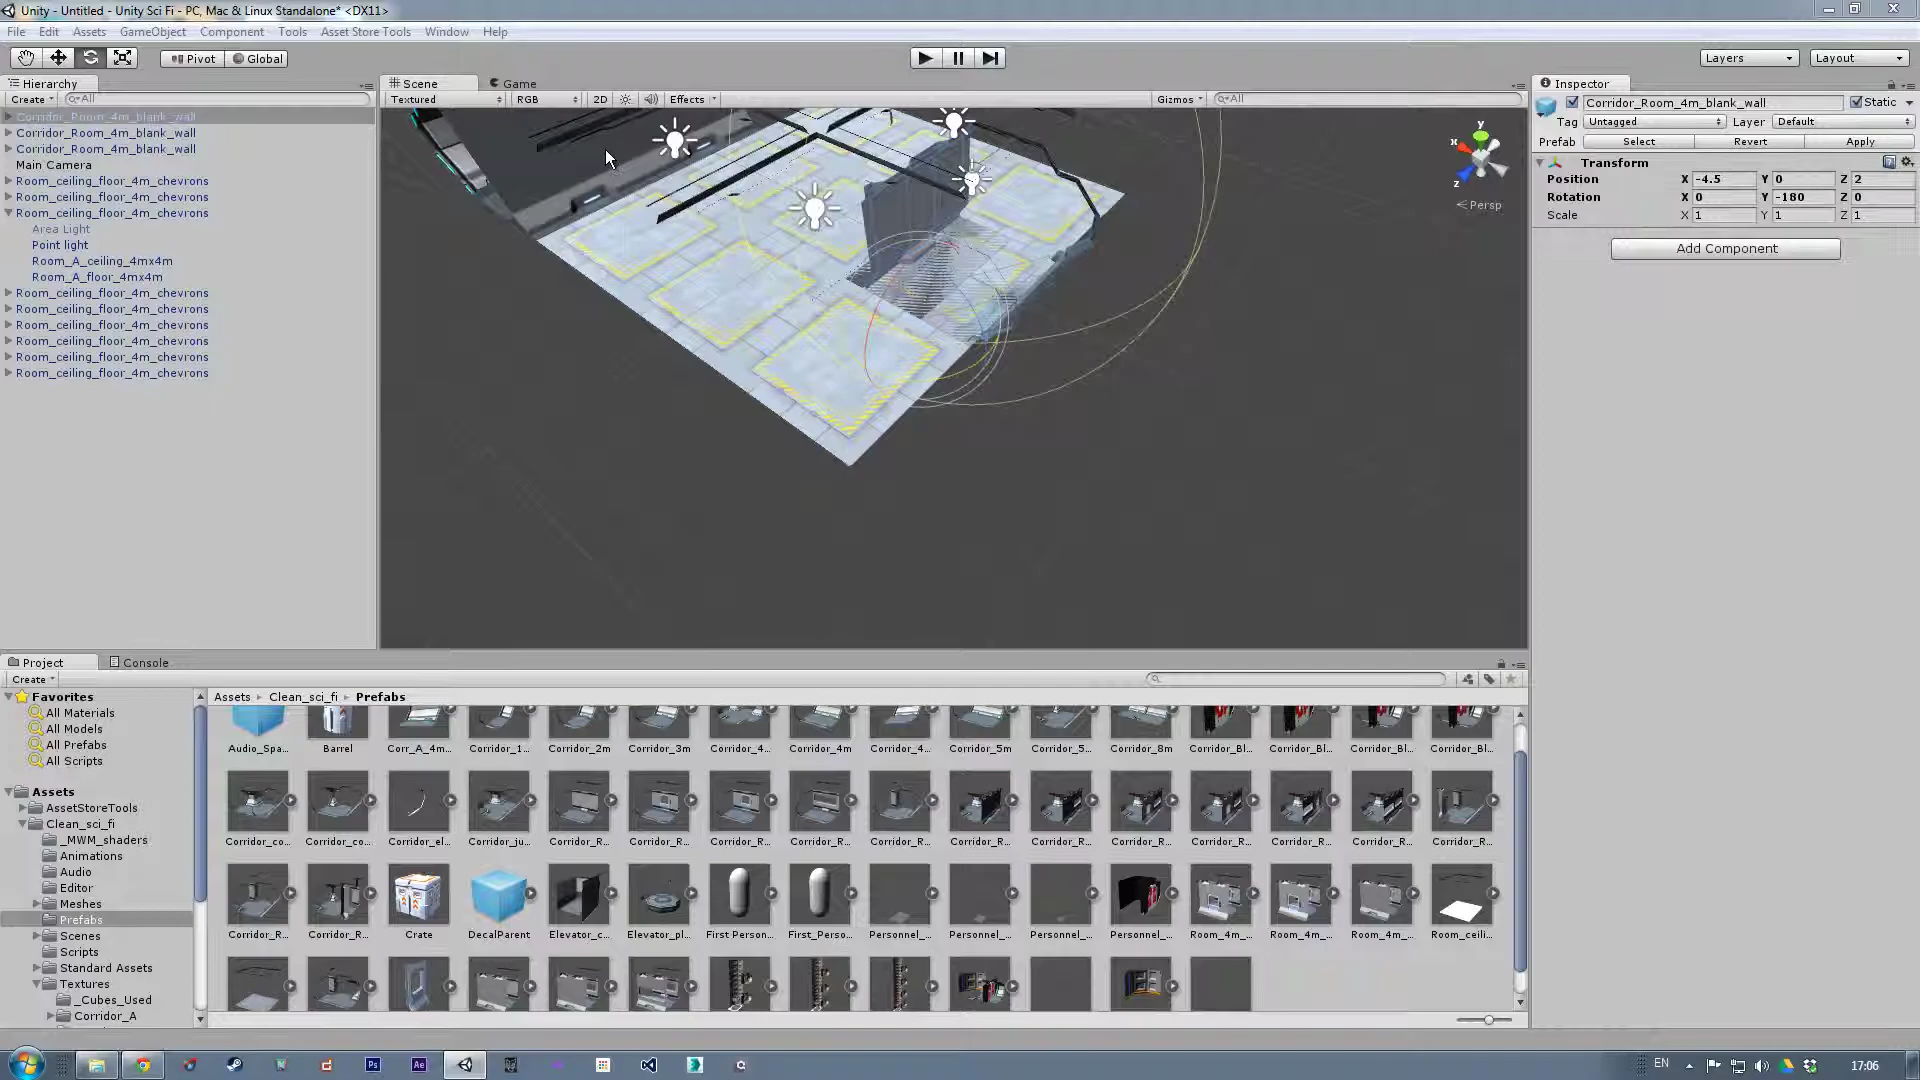 Unity - Untitled - Unity Sci Fi - PC, Mac & Linux Standalone* <DX11>
File Edit Assets GameObject Component Tools Asset Store Tools Window Help
Pivot Global Layers Layout
Hierarchy Scene Game Inspector
Create All Textured RGB 2D Effects Gizmos All
Corridor_Room_4m_blank_wall
Corridor_Room_4m_blank_wall
Corridor_Room_4m_blank_wall
Main Camera
Room_ceiling_floor_4m_chevrons
Room_ceiling_floor_4m_chevrons
Room_ceiling_floor_4m_chevrons
Area Light
Point light
Room_A_ceiling_4mx4m
Room_A_floor_4mx4m
Room_ceiling_floor_4m_chevrons
Room_ceiling_floor_4m_chevrons
Room_ceiling_floor_4m_chevrons
Room_ceiling_floor_4m_chevrons
Room_ceiling_floor_4m_chevrons
Room_ceiling_floor_4m_chevrons
y
x
z
Persp
Corridor_Room_4m_blank_wall Static
Tag Untagged Layer Default
Prefab Select Revert Apply
Transform
Position X -4.5 Y 0 Z 2
Rotation X 0 Y -180 Z 0
Scale X 1 Y 1 Z 1
Add Component
Project Console
Create
Favorites
All Materials
All Models
All Prefabs
All Scripts
Assets
AssetStoreTools
Clean_sci_fi
_MWM_shaders
Animations
Audio
Editor
Meshes
Prefabs
Scenes
Scripts
Standard Assets
Textures
_Cubes_Used
Corridor_A
Assets Clean_sci_fi Prefabs
Audio_Spa... Barrel Corr_A_4m... Corridor_1... Corridor_2m Corridor_3m Corridor_4... Corridor_4m Corridor_4... Corridor_5m Corridor_5... Corridor_8m Corridor_Bl... Corridor_Bl... Corridor_Bl... Corridor_Bl...
Corridor_co... Corridor_co... Corridor_el... Corridor_ju... Corridor_R... Corridor_R... Corridor_R... Corridor_R... Corridor_R... Corridor_R... Corridor_R... Corridor_R... Corridor_R... Corridor_R... Corridor_R... Corridor_R...
Corridor_R... Corridor_R... Crate DecalParent Elevator_c... Elevator_pl... First Person... First_Perso... Personnel_... Personnel_... Personnel_... Personnel_... Room_4m_... Room_4m_... Room_4m_... Room_ceili...
Ps Ae EN 17:06